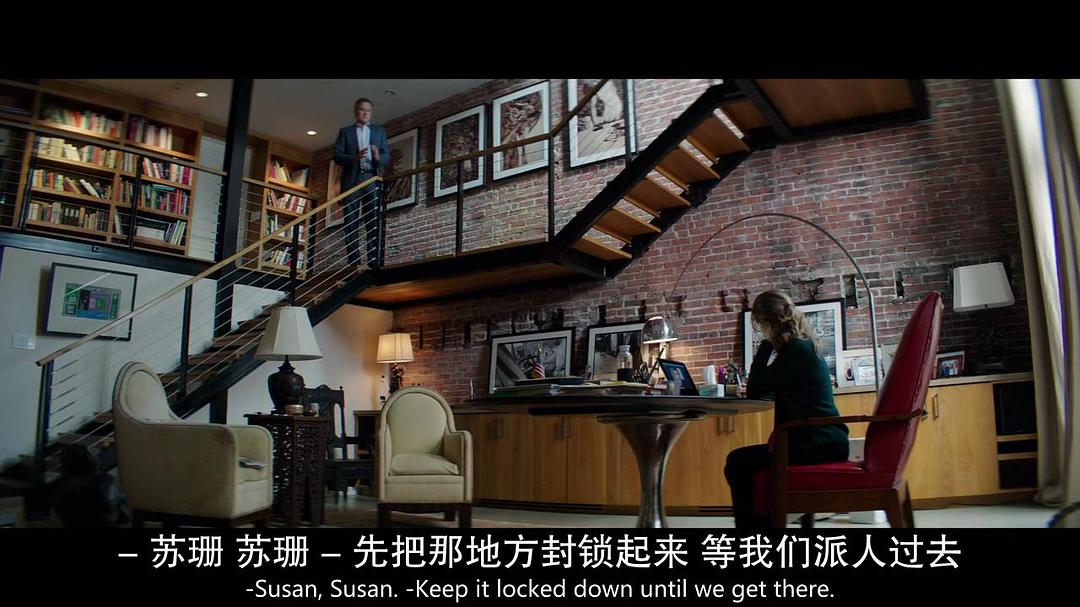 – 苏珊 苏珊 – 先把那地方封锁起来 等我们派人过去
-Susan, Susan. -Keep it locked down until we get there.